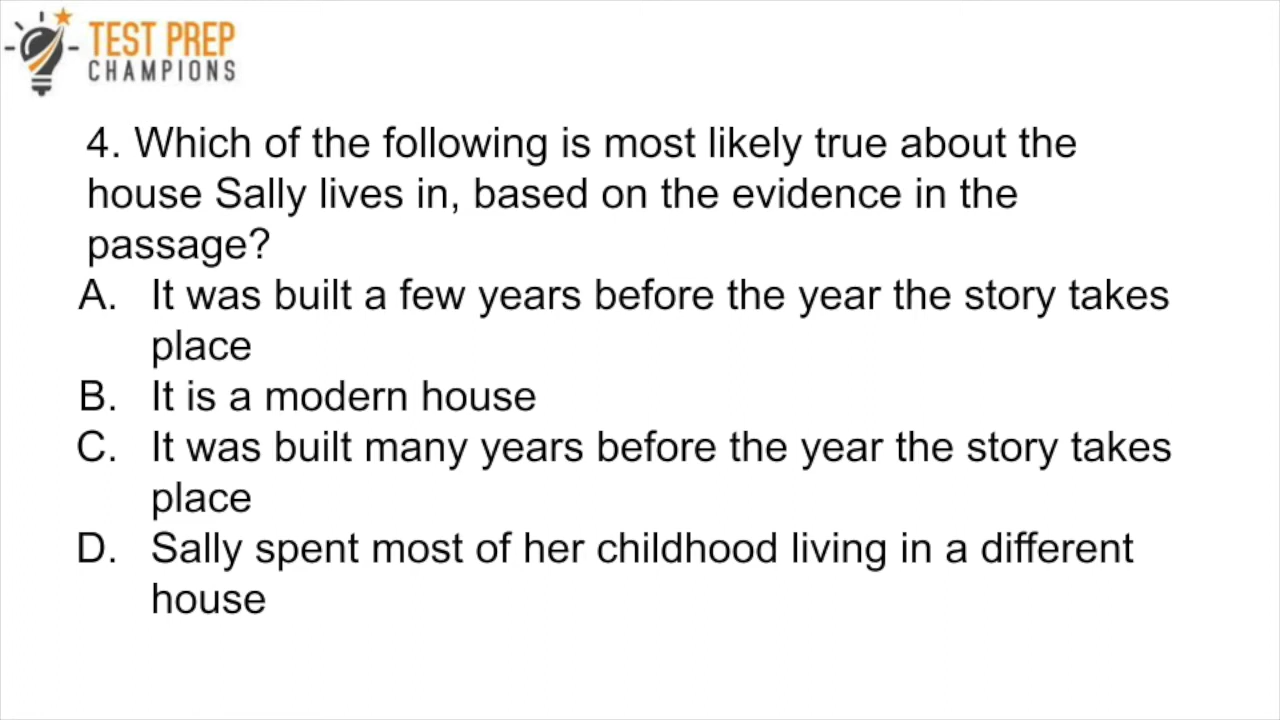 TEST PREP
CHAMPIONS
4. Which of the following is most likely true about the
house Sally lives in, based on the evidence in the
passage?
A. It was built a few years before the year the story takes
place
B. It is a modern house
C. It was built many years before the year the story takes
place
D. Sally spent most of her childhood living in a different
house